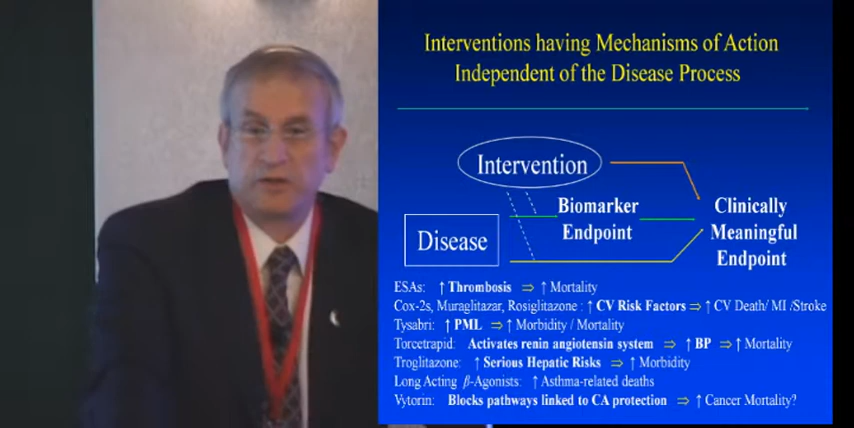 Interventions having Mechanisms of Action
Independent of the Disease Process
Intervention
Biomarker
Endpoint
Clinically
Meaningful
Endpoint
Disease
ESAs: ↑ Thrombosis ⇒ ↑ Mortality
Cox-2s, Muraglitazar, Rosiglitazone : ↑ CV Risk Factors ⇒ ↑ CV Death/ MI /Stroke
Tysabri: ↑ PML ⇒ ↑ Morbidity / Mortality
Torcetrapid: Activates renin angiotensin system ⇒ ↑ BP ⇒ ↑ Mortality
Troglitazone: ↑ Serious Hepatic Risks ⇒ ↑ Morbidity
Long Acting β-Agonists: ↑ Asthma-related deaths
Vytorin: Blocks pathways linked to CA protection ⇒ ↑ Cancer Mortality?